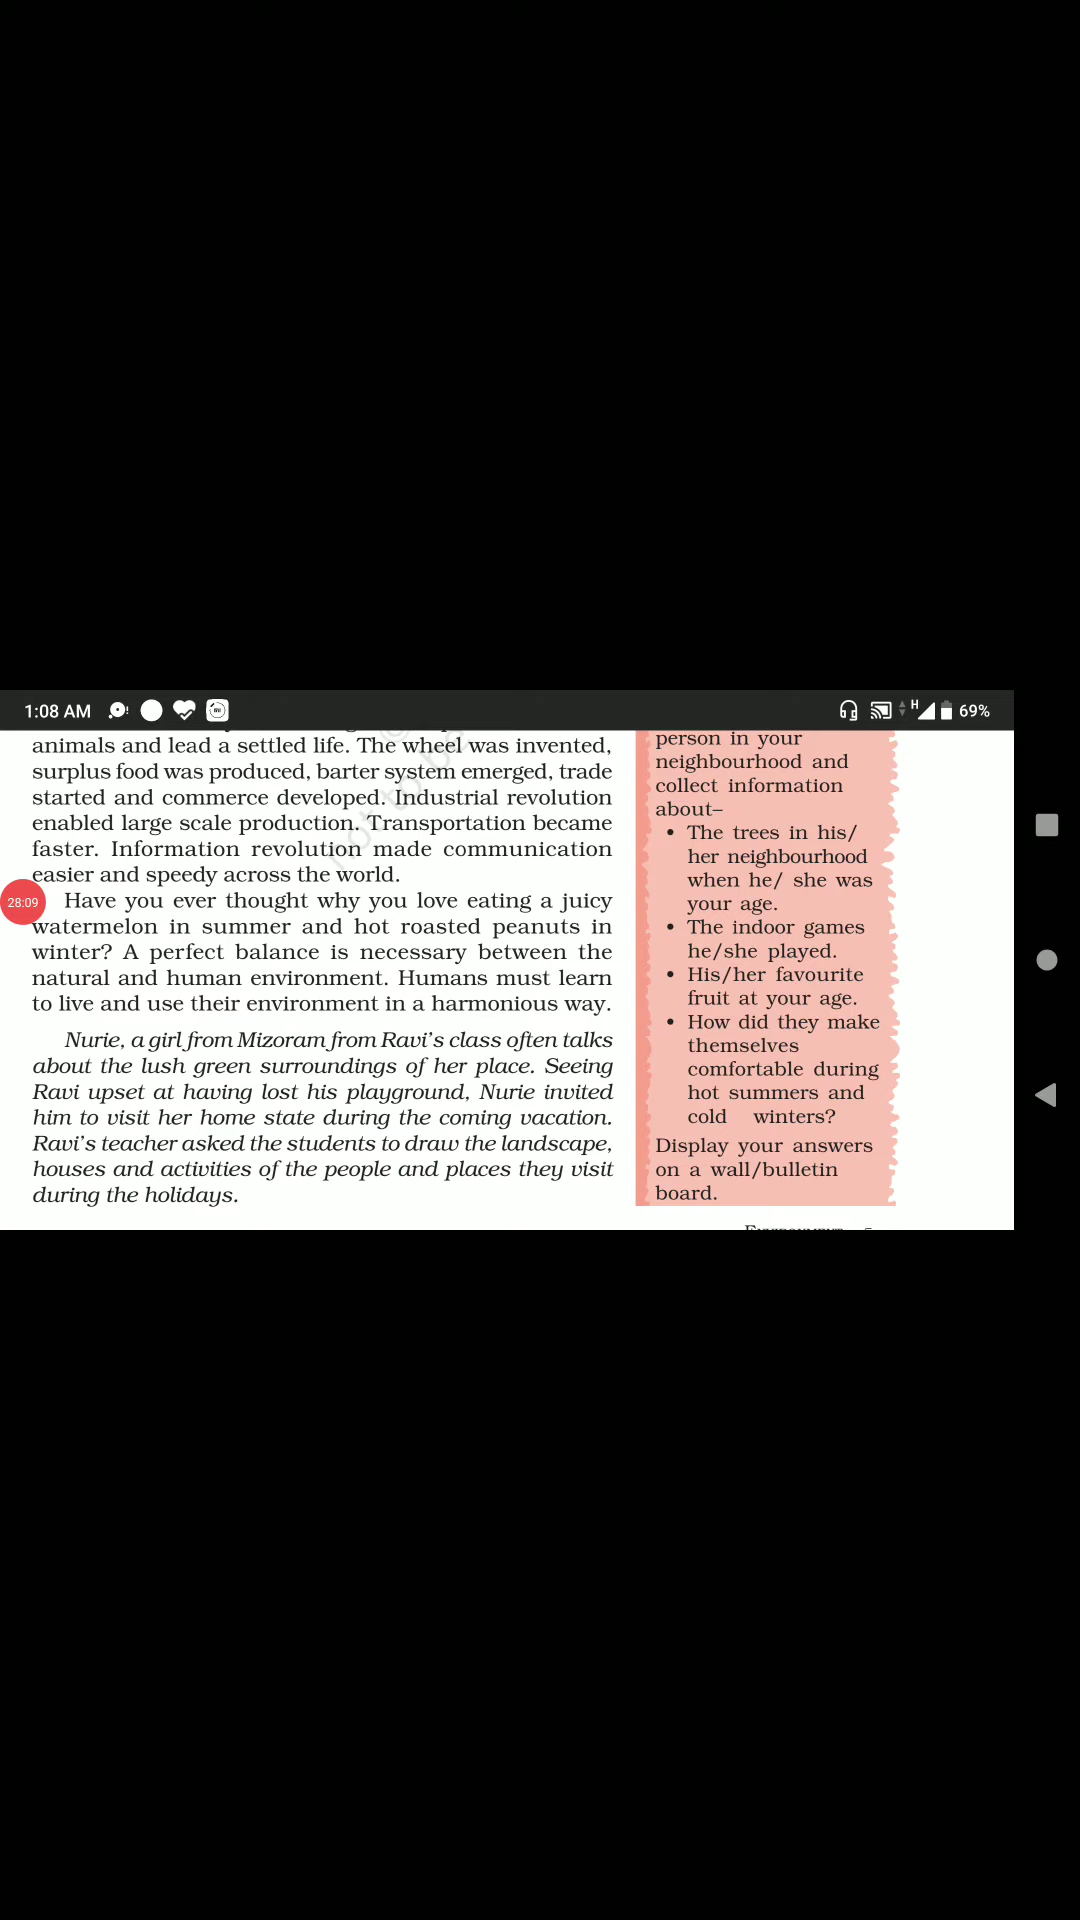 1:08 AM
H
69%
animals and lead a settled life. The wheel was invented,
surplus food was produced, barter system emerged, trade
started and commerce developed. Industrial revolution
enabled large scale production. Transportation became
faster. Information revolution made communication
easier and speedy across the world.
28:09
Have you ever thought why you love eating a juicy
watermelon in summer and hot roasted peanuts in
winter? A perfect balance is necessary between the
natural and human environment. Humans must learn
to live and use their environment in a harmonious way.
Nurie, a girl from Mizoram from Ravi's class often talks
about the lush green surroundings of her place. Seeing
Ravi upset at having lost his playground, Nurie invited
him to visit her home state during the coming vacation.
Ravi's teacher asked the students to draw the landscape,
houses and activities of the people and places they visit
during the holidays.
not to be
person in your
neighbourhood and
collect information
about–
• The trees in his/
her neighbourhood
when he/ she was
your age.
• The indoor games
he/she played.
• His/her favourite
fruit at your age.
• How did they make
themselves
comfortable during
hot summers and
cold winters?
Display your answers
on a wall/bulletin
board.